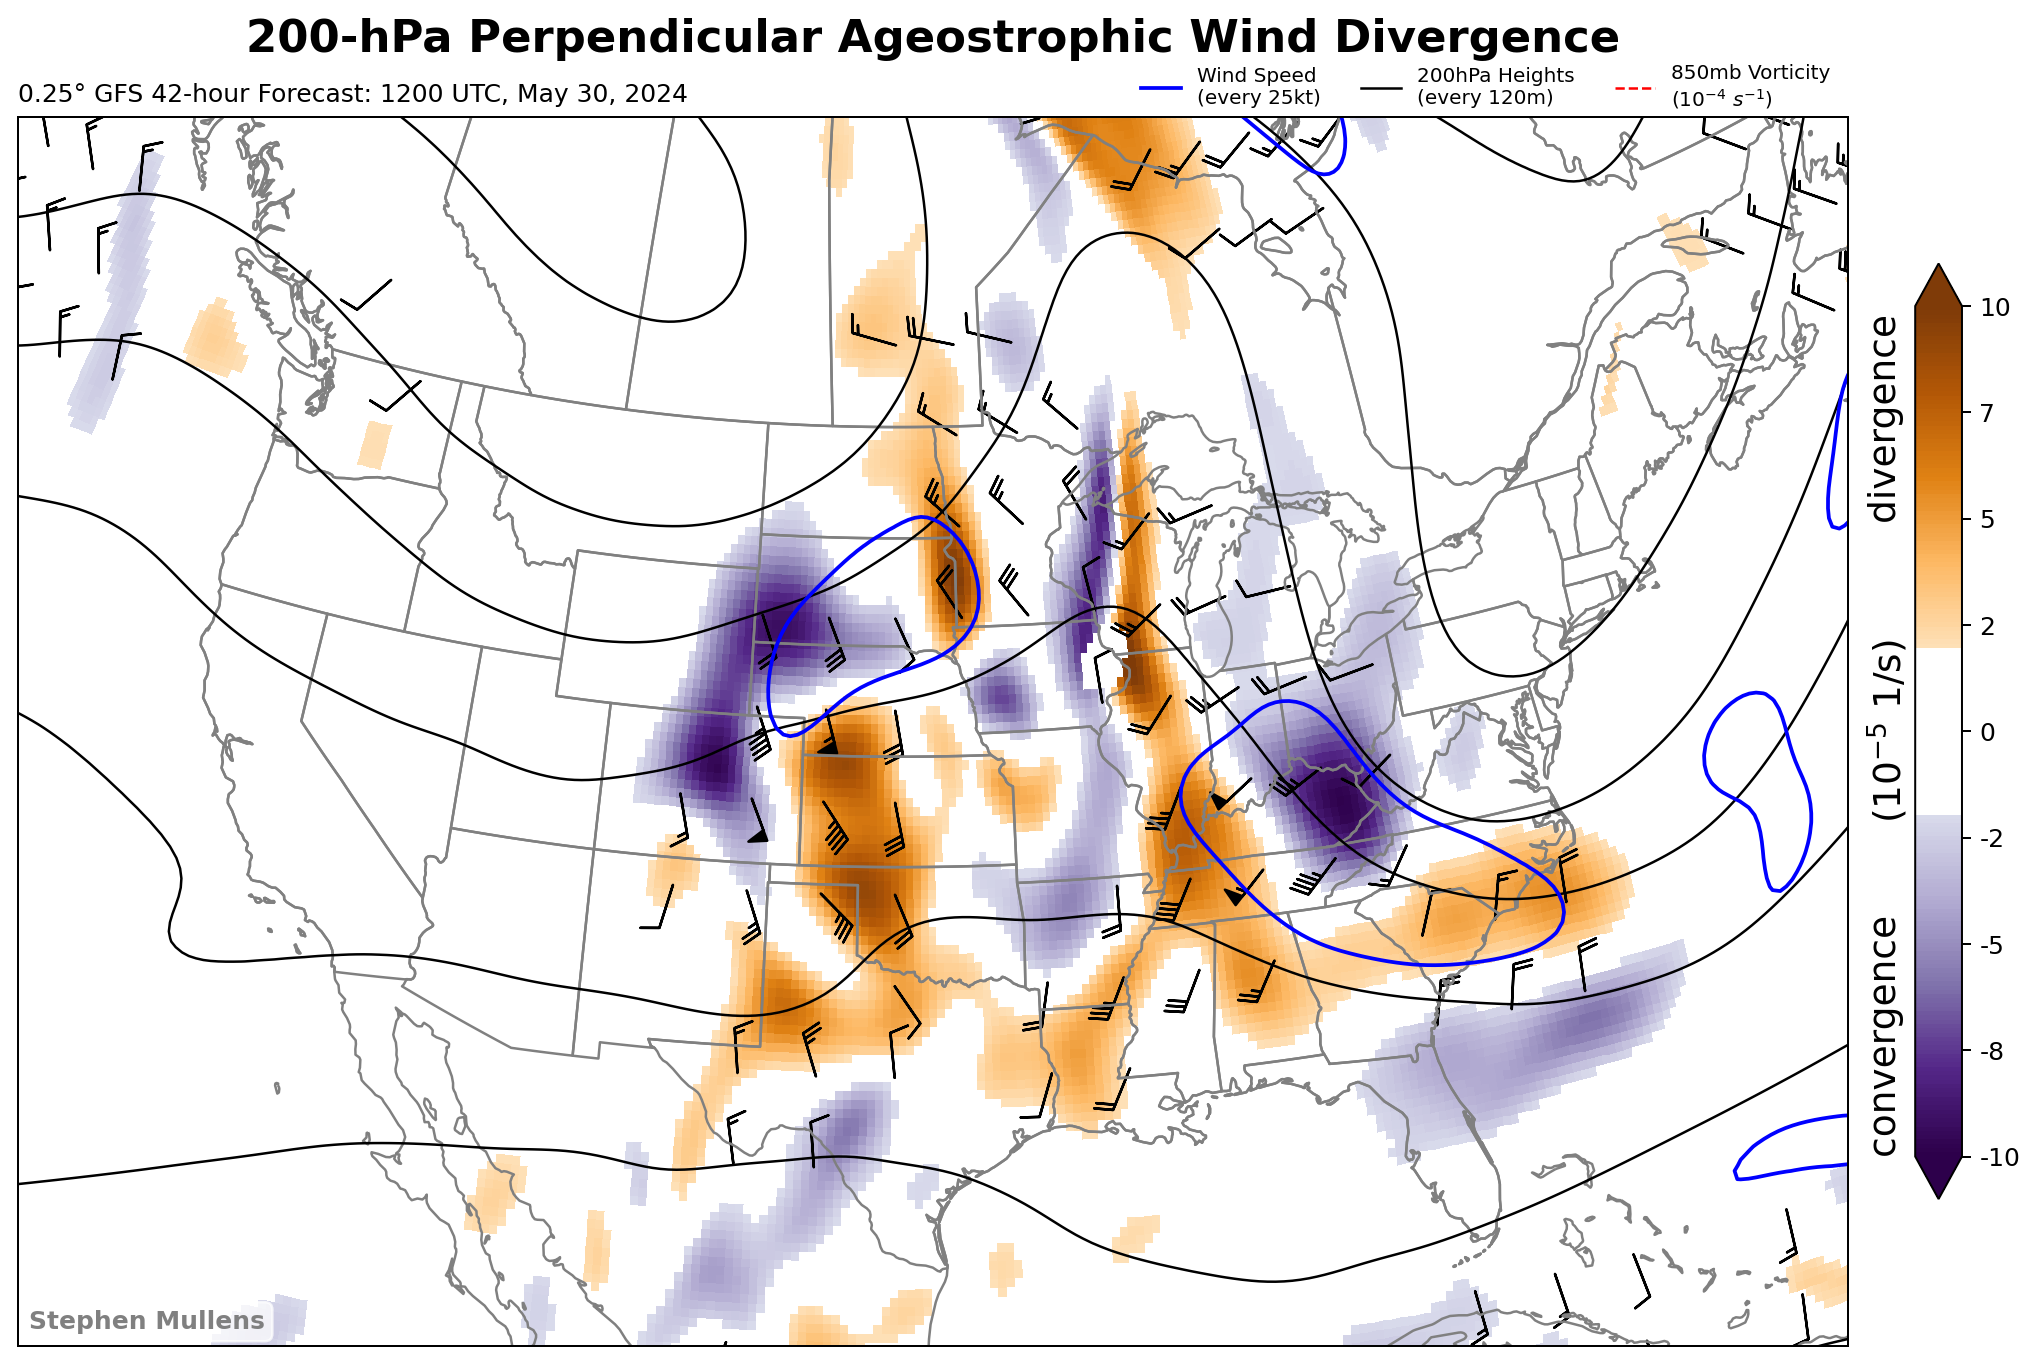 200-hPa Perpendicular Ageostrophic Wind Divergence
0.25° GFS 42-hour Forecast: 1200 UTC, May 30, 2024
Wind Speed
(every 25kt)
200hPa Heights
(every 120m)
850mb Vorticity
(10⁻⁴ s⁻¹)
10
7
5
2
0
-2
-5
-8
-10
convergence (10⁻⁵ 1/s) divergence
Stephen Mullens